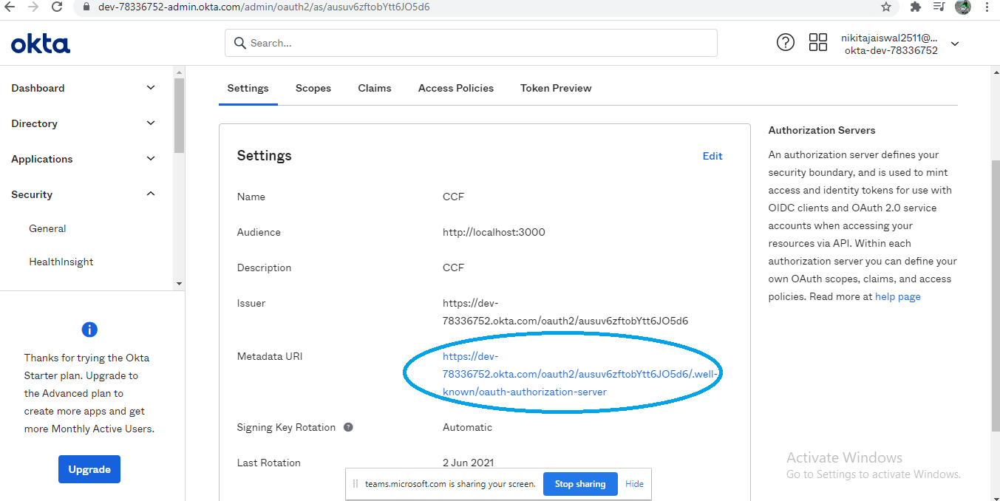 dev-78336752-admin.okta.com/admin/oauth2/as/ausuv6zftobYtt6JO5d6
okta
Search...
nikitajaiswal2511@...
okta-dev-78336752
Dashboard
Directory
Applications
Security
General
HealthInsight
Thanks for trying the Okta
Starter plan. Upgrade to
the Advanced plan to
create more apps and get
more Monthly Active Users.
Upgrade
Settings Scopes Claims Access Policies Token Preview
Settings Edit
Name CCF
Audience http://localhost:3000
Description CCF
Issuer https://dev-
78336752.okta.com/oauth2/ausuv6zftobYtt6JO5d6
Metadata URI https://dev-
78336752.okta.com/oauth2/ausuv6zftobYtt6JO5d6/.well-
known/oauth-authorization-server
Signing Key Rotation ? Automatic
Last Rotation 2 Jun 2021
Authorization Servers
An authorization server defines your
security boundary, and is used to mint
access and identity tokens for use with
OIDC clients and OAuth 2.0 service
accounts when accessing your
resources via API. Within each
authorization server you can define your
own OAuth scopes, claims, and access
policies. Read more at help page
Activate Windows
Go to Settings to activate Windows.
teams.microsoft.com is sharing your screen. Stop sharing Hide